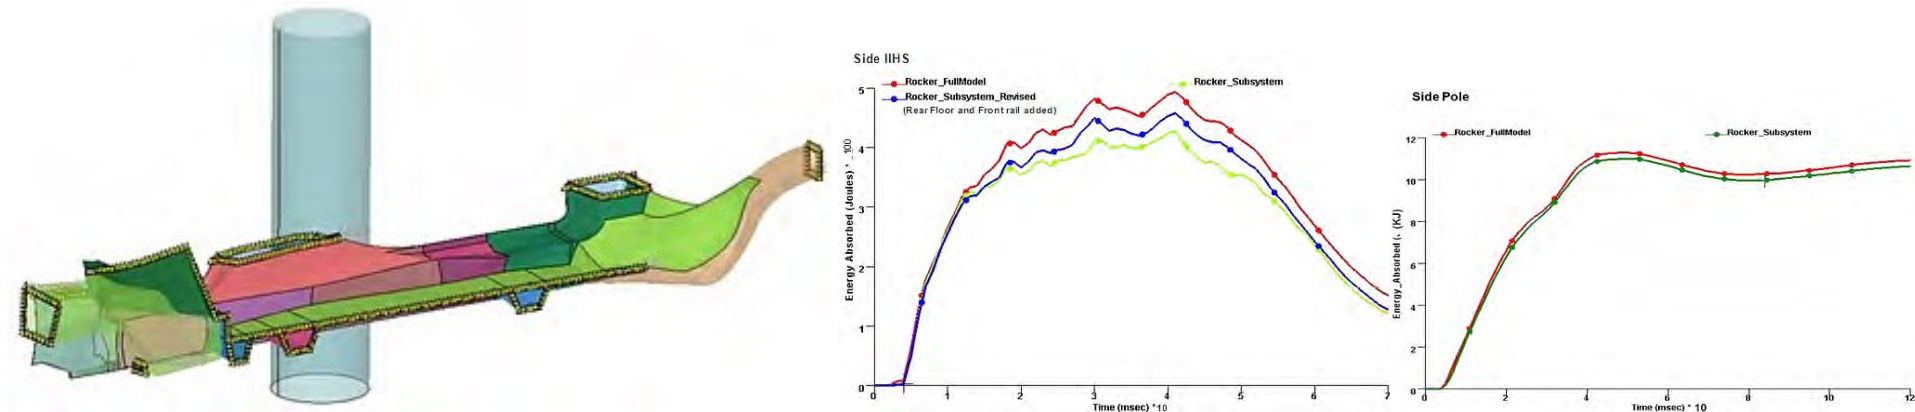 Side IIHS
Rocker_FullModel
Rocker_Subsystem
Rocker_Subsystem_Revised
(Rear Floor and Front rail added)
Energy Absorbed (Joules) * _100
5
4
3
2
1
0
0 1 2 3 4 5 6 7
Time (msec) *10
Side Pole
Rocker_FullModel
Rocker_Subsystem
Energy_Absorbed (. (KJ)
12
10
8
6
4
2
0
0 2 4 6 8 10 12
Time (msec) * 10